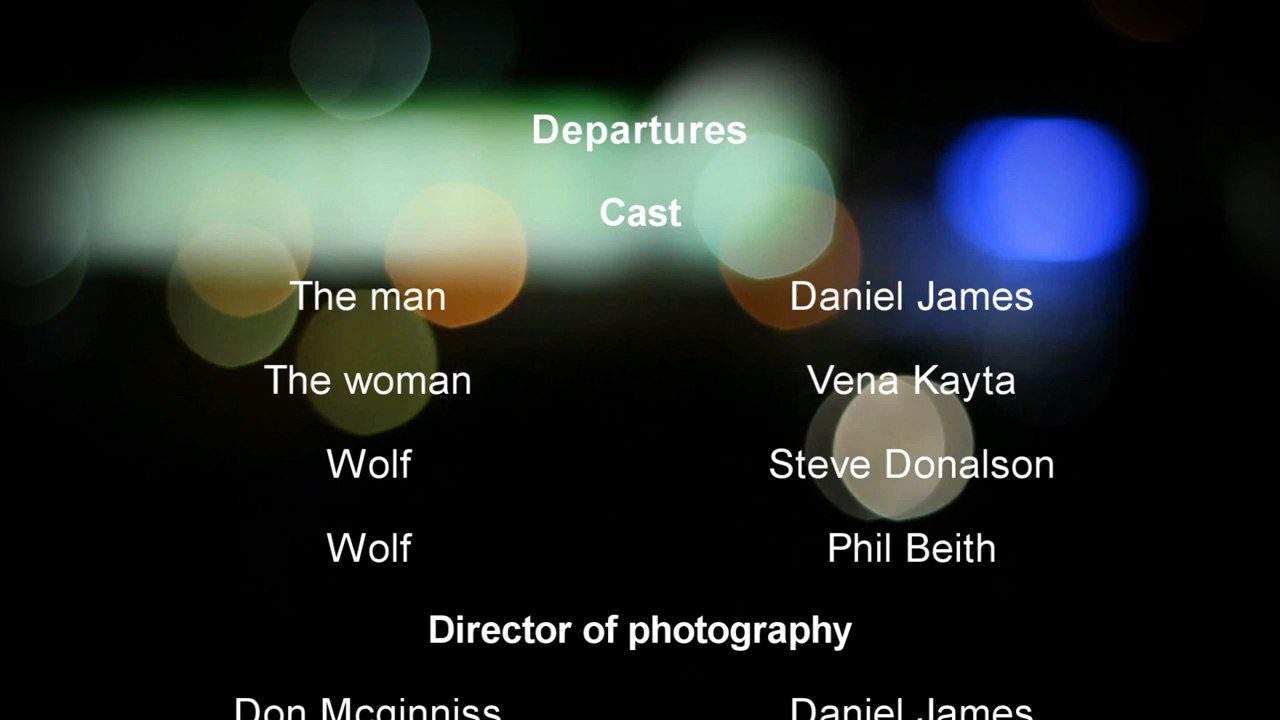 Departures
Cast
The man Daniel James
The woman Vena Kayta
Wolf Steve Donalson
Wolf Phil Beith
Director of photography
Don Mcginniss Daniel James